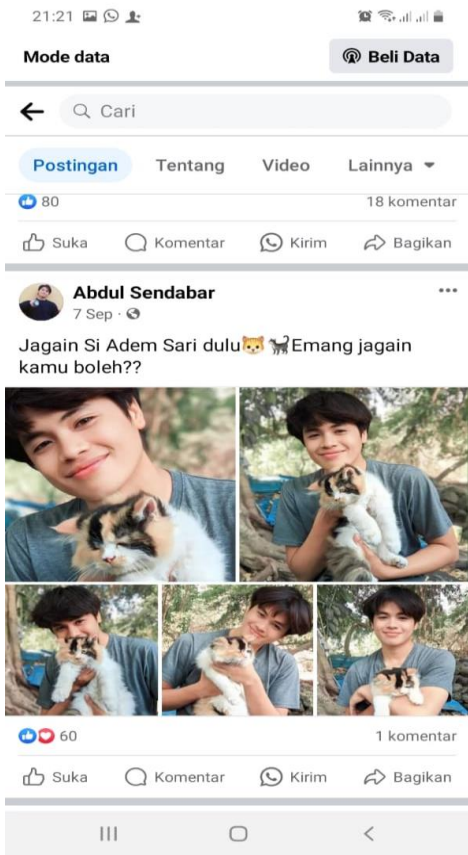 21:21
Mode data
Beli Data
Cari
Postingan Tentang Video Lainnya
80 18 komentar
Suka Komentar Kirim Bagikan
Abdul Sendabar
7 Sep ·
Jagain Si Adem Sari dulu🐱 🐈‍⬛Emang jagain
kamu boleh??
60 1 komentar
Suka Komentar Kirim Bagikan